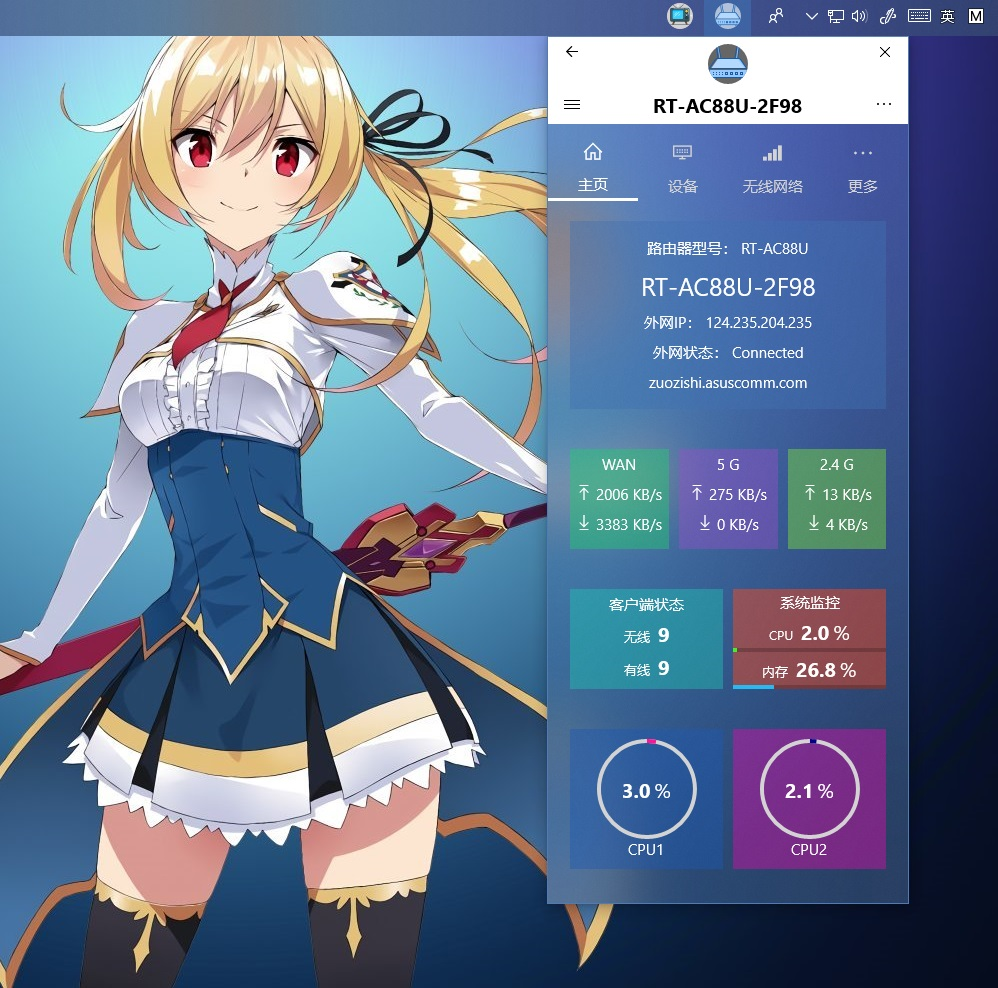 英 M
RT-AC88U-2F98
主页 设备 无线网络 更多
路由器型号： RT-AC88U
RT-AC88U-2F98
外网IP： 124.235.204.235
外网状态： Connected
zuozishi.asuscomm.com
WAN
2006 KB/s
3383 KB/s
5 G
275 KB/s
0 KB/s
2.4 G
13 KB/s
4 KB/s
客户端状态
无线 9
有线 9
系统监控
CPU 2.0 %
内存 26.8 %
3.0 %
CPU1
2.1 %
CPU2